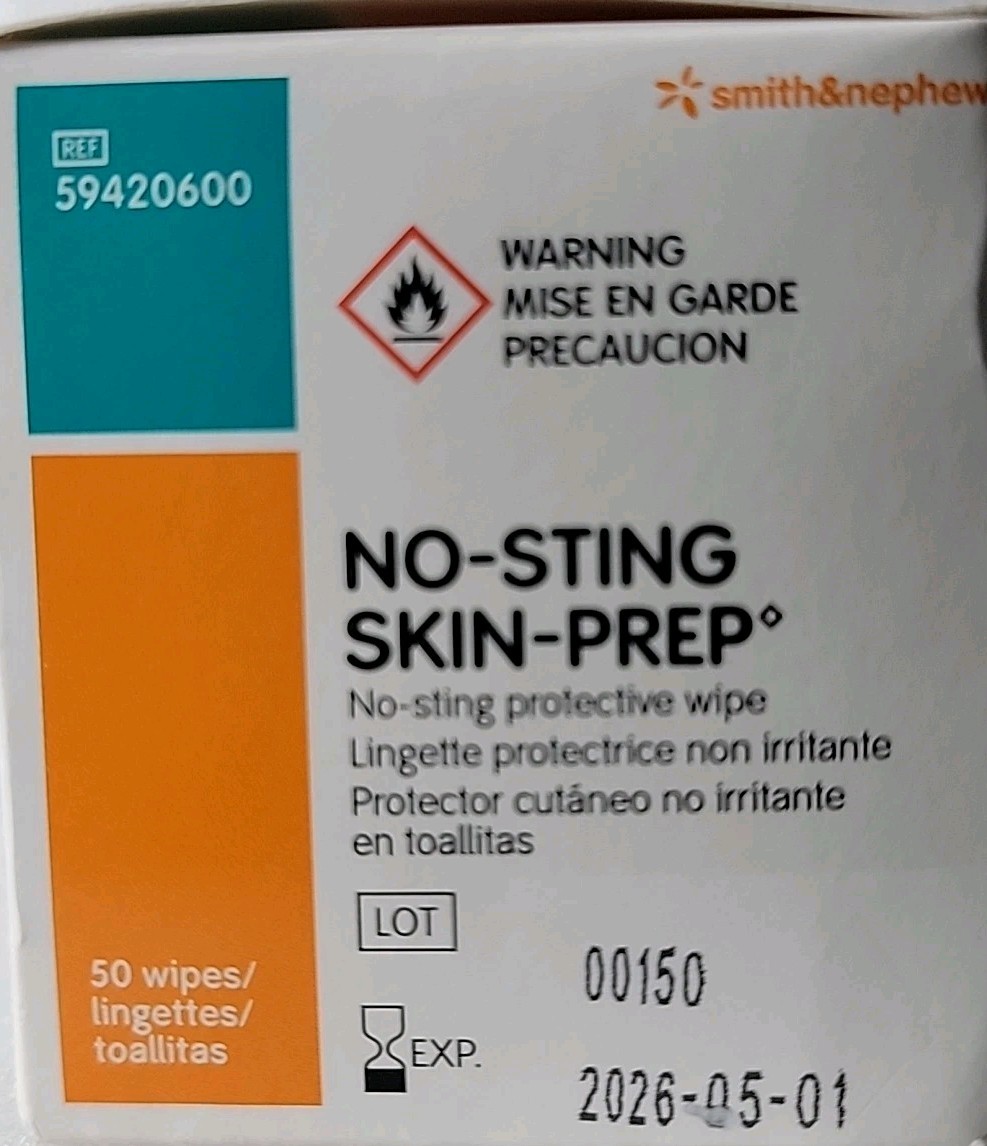 smith&nephew
REF
59420600
WARNING
MISE EN GARDE
PRECAUCION
NO-STING
SKIN-PREP◊
No-sting protective wipe
Lingette protectrice non irritante
Protector cutáneo no irritante
en toallitas
50 wipes/
lingettes/
toallitas
LOT
00150
EXP.
2026-05-01